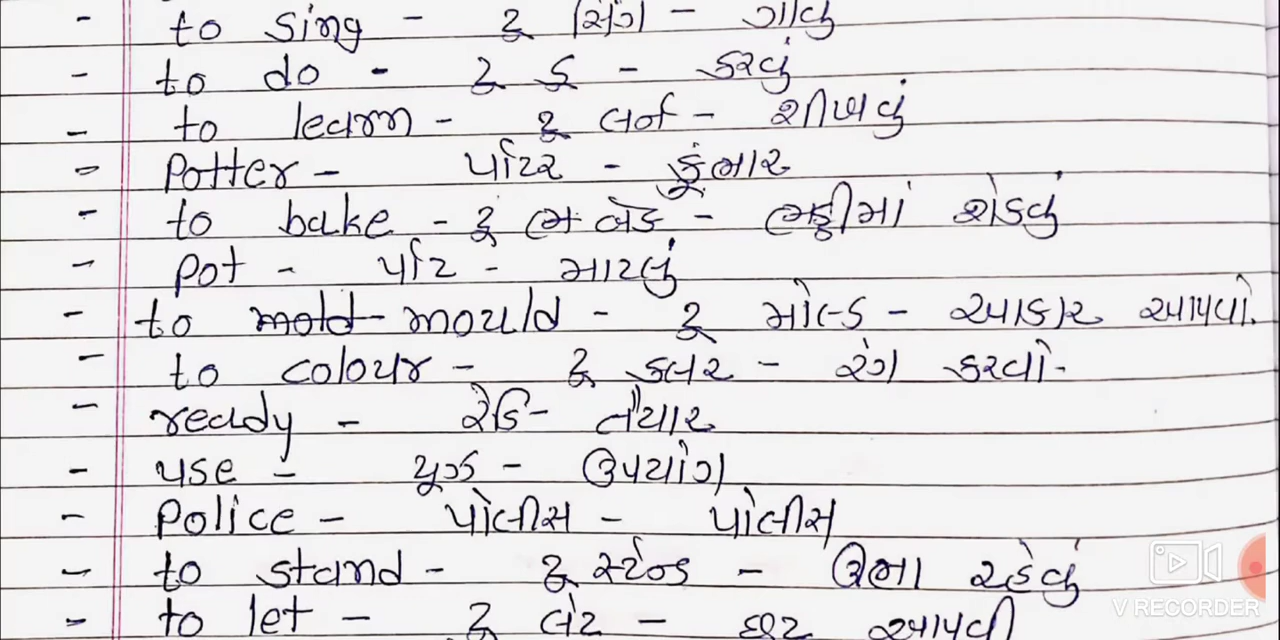 - to sing - ટૂ સિંગ - ગાવું
- to do - ટૂ ડૂ - કરવું
- to learn - ટૂ લર્ન - શીખવું
- Potter - પૉટર - કુંભાર
- to bake - ટૂ બેક - ભઠ્ઠીમાં શેકવું
- pot - પૉટ - માટલું
- to mold mould - ટૂ મોલ્ડ - આકાર આપવો.
- to colour - ટૂ કલર - રંગ કરવો.
- ready - રેડિ - તૈયાર
- use - યૂઝ - ઉપયોગ
- Police - પોલીસ - પોલીસ
- to stand - ટૂ સ્ટેન્ડ - ઊભા રહેવું
- to let - ટૂ લેટ - છૂટ આપવી
V RECORDER